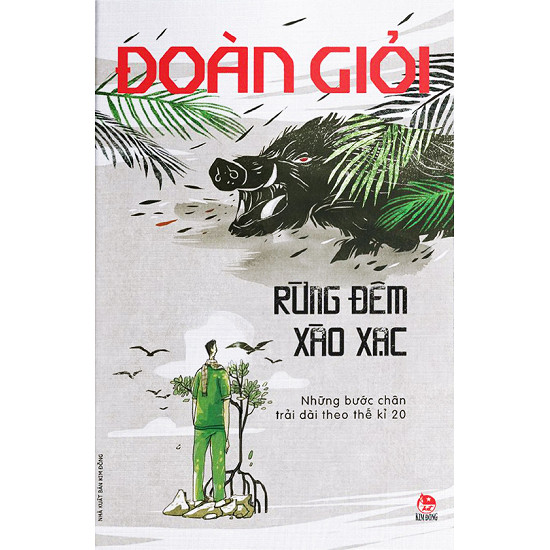 ĐOÀN GIỎI
RỪNG ĐÊM
XÀO XẠC
Những bước chân
trải dài theo thế kỉ 20
NHÀ XUẤT BẢN KIM ĐỒNG
KIM ĐỒNG